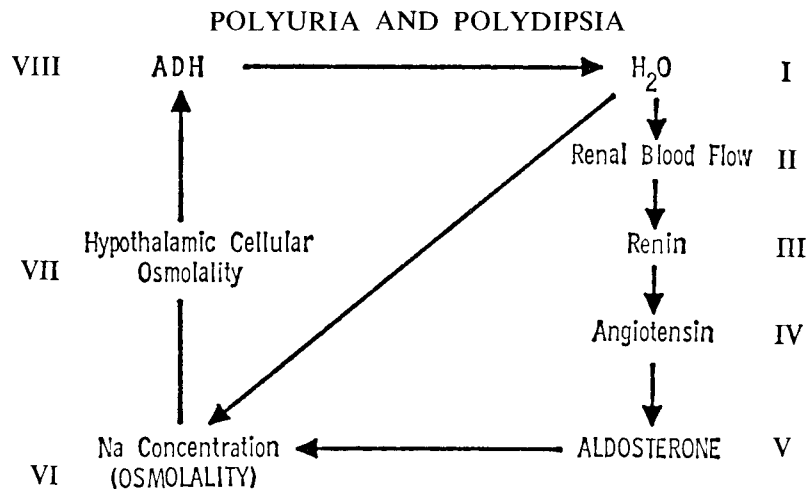 POLYURIA AND POLYDIPSIA
VIII ADH H₂O I
Renal Blood Flow II
Hypothalamic Cellular
Osmolality
VII
Renin III
Angiotensin IV
Na Concentration
(OSMOLALITY)
VI
ALDOSTERONE V